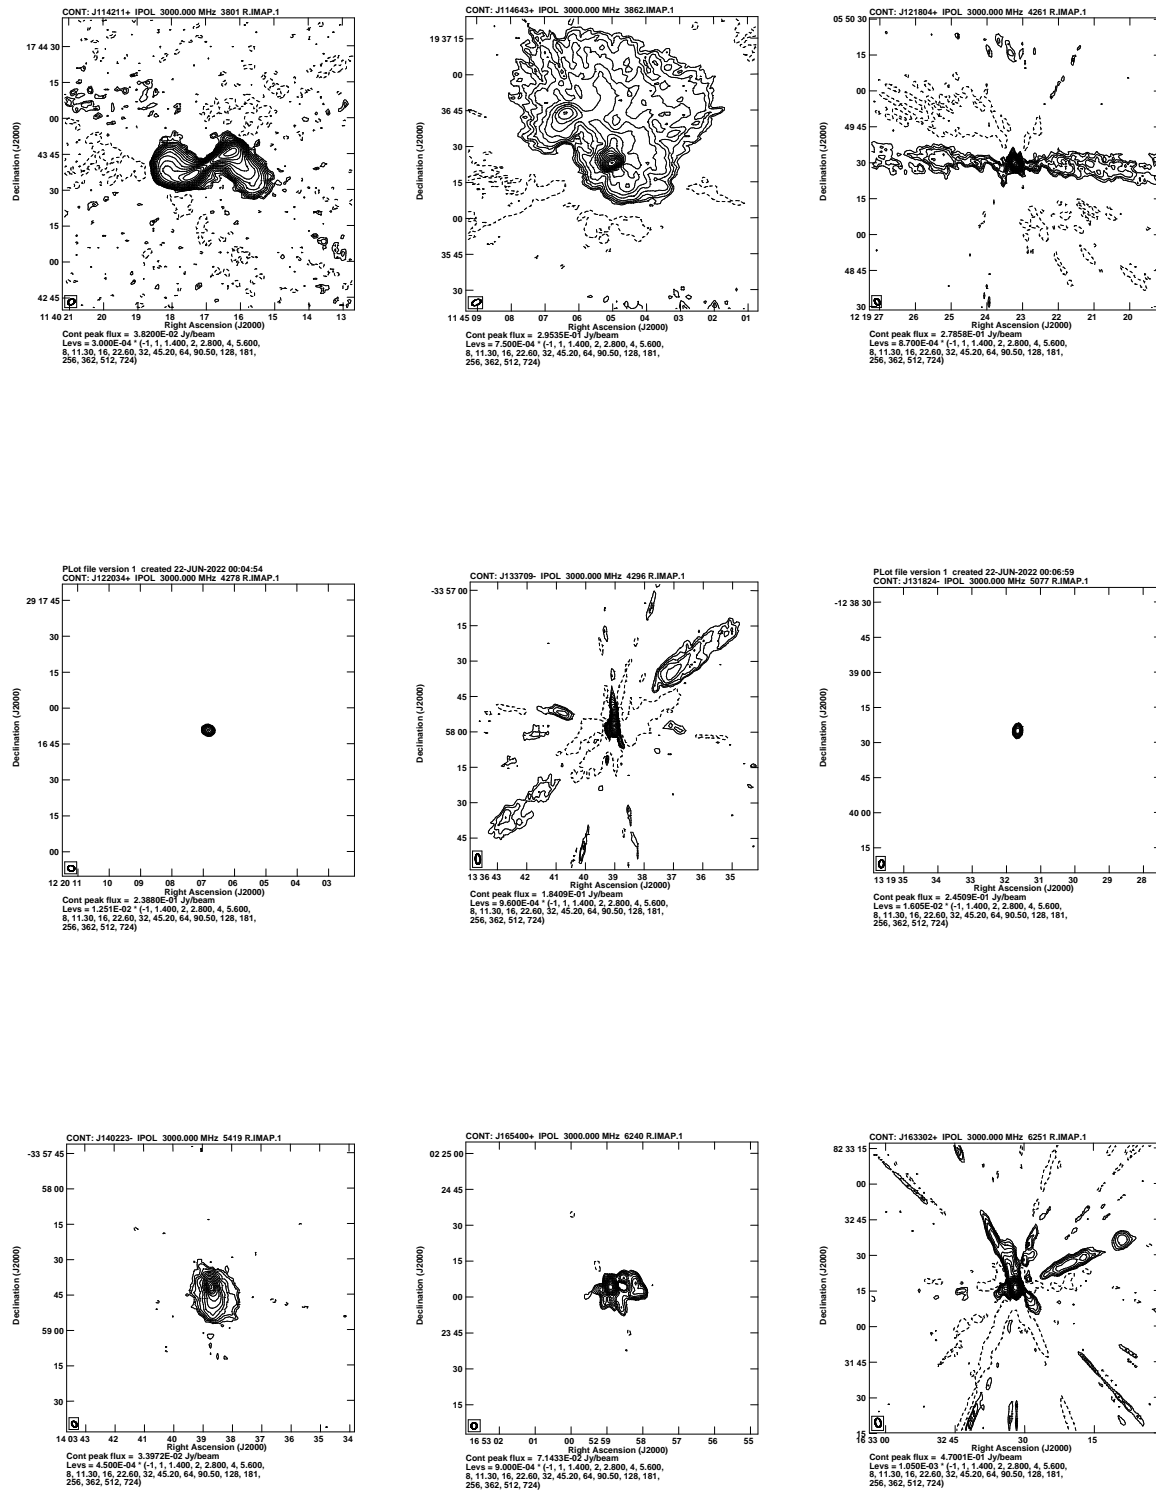 CONT: J114211+ IPOL 3000.000 MHz 3801 R.IMAP.1
Declination (J2000)
17 44 30
15
00
43 45
30
15
00
42 45
11 40 21 20 19 18 17 16 15 14 13
Right Ascension (J2000)
Cont peak flux = 3.8200E-02 Jy/beam
Levs = 3.000E-04 * (-1, 1, 1.400, 2, 2.800, 4, 5.600,
8, 11.30, 16, 22.60, 32, 45.20, 64, 90.50, 128, 181,
256, 362, 512, 724)
CONT: J114643+ IPOL 3000.000 MHz 3862.IMAP.1
Declination (J2000)
19 37 15
00
36 45
30
15
00
35 45
30
11 45 09 08 07 06 05 04 03 02 01
Right Ascension (J2000)
Cont peak flux = 2.9535E-01 Jy/beam
Levs = 7.500E-04 * (-1, 1, 1.400, 2, 2.800, 4, 5.600,
8, 11.30, 16, 22.60, 32, 45.20, 64, 90.50, 128, 181,
256, 362, 512, 724)
CONT: J121804+ IPOL 3000.000 MHz 4261 R.IMAP.1
Declination (J2000)
05 50 30
15
00
49 45
30
15
00
48 45
30
12 19 27 26 25 24 23 22 21 20
Right Ascension (J2000)
Cont peak flux = 2.7858E-01 Jy/beam
Levs = 8.700E-04 * (-1, 1, 1.400, 2, 2.800, 4, 5.600,
8, 11.30, 16, 22.60, 32, 45.20, 64, 90.50, 128, 181,
256, 362, 512, 724)
PLot file version 1 created 22-JUN-2022 00:04:54
CONT: J122034+ IPOL 3000.000 MHz 4278 R.IMAP.1
Declination (J2000)
29 17 45
30
15
00
16 45
30
15
00
12 20 11 10 09 08 07 06 05 04 03
Right Ascension (J2000)
Cont peak flux = 2.3880E-01 Jy/beam
Levs = 1.251E-02 * (-1, 1, 1.400, 2, 2.800, 4, 5.600,
8, 11.30, 16, 22.60, 32, 45.20, 64, 90.50, 128, 181,
256, 362, 512, 724)
CONT: J133709- IPOL 3000.000 MHz 4296 R.IMAP.1
Declination (J2000)
-33 57 00
15
30
45
58 00
15
30
45
13 36 43 42 41 40 39 38 37 36 35
Right Ascension (J2000)
Cont peak flux = 1.8409E-01 Jy/beam
Levs = 9.600E-04 * (-1, 1, 1.400, 2, 2.800, 4, 5.600,
8, 11.30, 16, 22.60, 32, 45.20, 64, 90.50, 128, 181,
256, 362, 512, 724)
PLot file version 1 created 22-JUN-2022 00:06:59
CONT: J131824- IPOL 3000.000 MHz 5077 R.IMAP.1
Declination (J2000)
-12 38 30
45
39 00
15
30
45
40 00
15
13 19 35 34 33 32 31 30 29 28
Right Ascension (J2000)
Cont peak flux = 2.4509E-01 Jy/beam
Levs = 1.605E-02 * (-1, 1, 1.400, 2, 2.800, 4, 5.600,
8, 11.30, 16, 22.60, 32, 45.20, 64, 90.50, 128, 181,
256, 362, 512, 724)
CONT: J140223- IPOL 3000.000 MHz 5419 R.IMAP.1
Declination (J2000)
-33 57 45
58 00
15
30
45
59 00
15
30
14 03 43 42 41 40 39 38 37 36 35 34
Right Ascension (J2000)
Cont peak flux = 3.3972E-02 Jy/beam
Levs = 4.500E-04 * (-1, 1, 1.400, 2, 2.800, 4, 5.600,
8, 11.30, 16, 22.60, 32, 45.20, 64, 90.50, 128, 181,
256, 362, 512, 724)
CONT: J165400+ IPOL 3000.000 MHz 6240 R.IMAP.1
Declination (J2000)
02 25 00
24 45
30
15
00
23 45
30
15
16 53 02 01 00 52 59 58 57 56 55
Right Ascension (J2000)
Cont peak flux = 7.1433E-02 Jy/beam
Levs = 9.000E-04 * (-1, 1, 1.400, 2, 2.800, 4, 5.600,
8, 11.30, 16, 22.60, 32, 45.20, 64, 90.50, 128, 181,
256, 362, 512, 724)
CONT: J163302+ IPOL 3000.000 MHz 6251 R.IMAP.1
Declination (J2000)
82 33 15
00
32 45
30
15
00
31 45
30
15
16 33 00 32 45 30 15
Right Ascension (J2000)
Cont peak flux = 4.7001E-01 Jy/beam
Levs = 1.050E-03 * (-1, 1, 1.400, 2, 2.800, 4, 5.600,
8, 11.30, 16, 22.60, 32, 45.20, 64, 90.50, 128, 181,
256, 362, 512, 724)